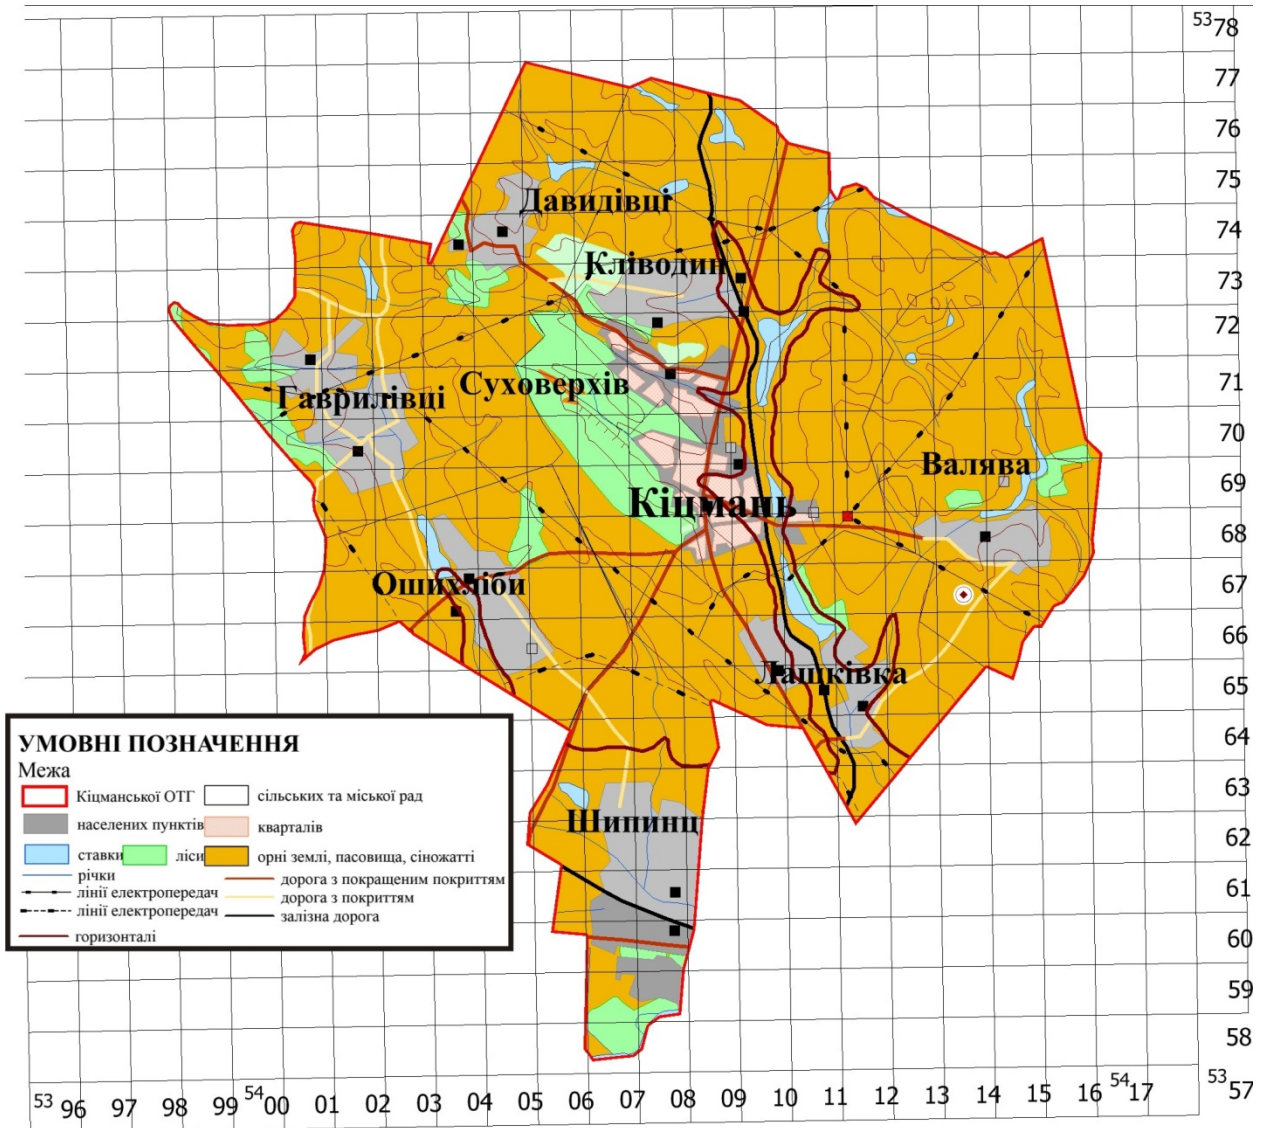 5378
77
76
75
Давидівці
74
Кліводин
73
72
Суховерхів
71
Гаврилівці
70
Валява
69
Кіцмань
68
Ошихліби
67
66
Лашківка
65
64
УМОВНІ ПОЗНАЧЕННЯ
Межа
Кіцманської ОТГ сільських та міської рад
населених пунктів кварталів
ставки ліси орні землі, пасовища, сіножатті
річки дорога з покращеним покриттям
лінії електропередач дорога з покриттям
лінії електропередач залізна дорога
горизонталі
63
Шипинц
62
61
60
59
58
5357
5396 97 98 99 5400 01 02 03 04 05 06 07 08 09 10 11 12 13 14 15 16 5417